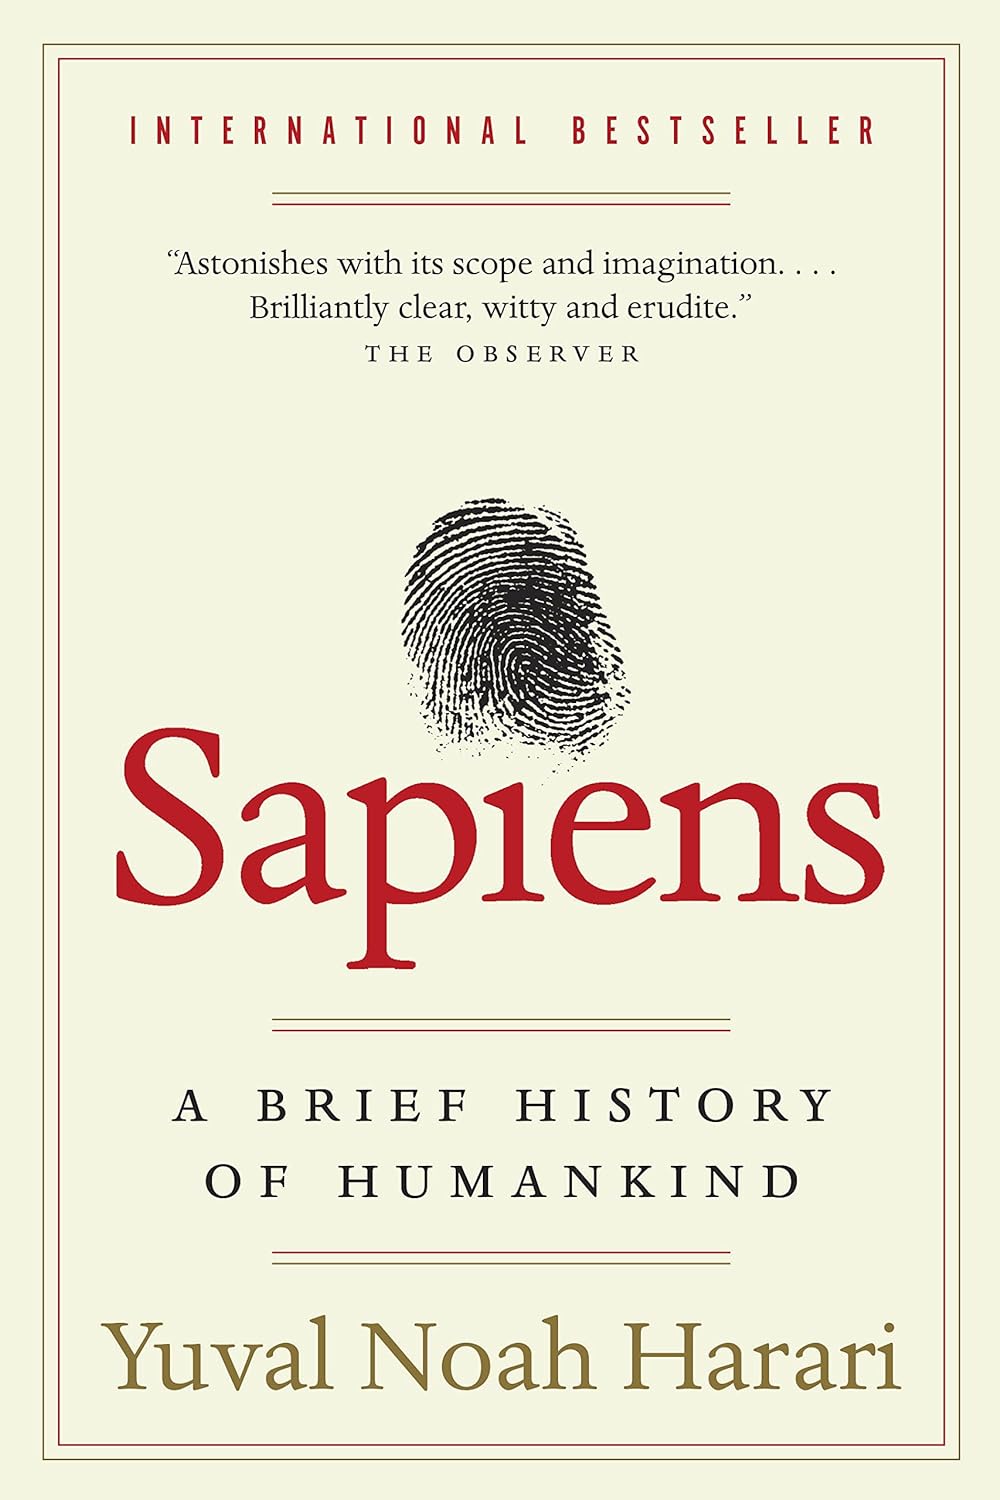 INTERNATIONAL BESTSELLER
“Astonishes with its scope and imagination. . . .
Brilliantly clear, witty and erudite.”
THE OBSERVER
Sapiens
A BRIEF HISTORY
OF HUMANKIND
Yuval Noah Harari